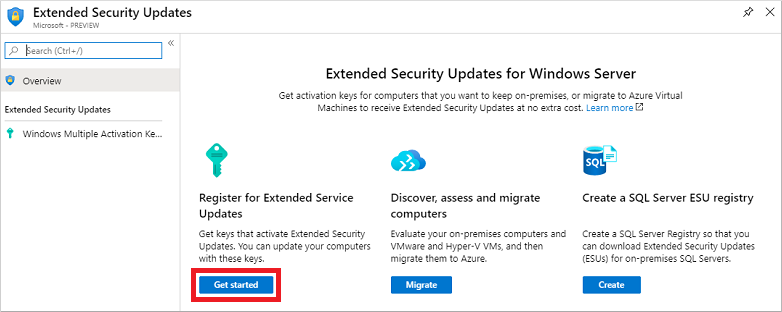 Extended Security Updates
Microsoft - PREVIEW
Search (Ctrl+/)
«
Overview
Extended Security Updates
Windows Multiple Activation Ke...
Extended Security Updates for Windows Server
Get activation keys for computers that you want to keep on-premises, or migrate to Azure Virtual
Machines to receive Extended Security Updates at no extra cost. Learn more
Register for Extended Service
Updates
Get keys that activate Extended Security
Updates. You can update your computers
with these keys.
Get started
Discover, assess and migrate
computers
Evaluate your on-premises computers and
VMware and Hyper-V VMs, and then
migrate them to Azure.
Migrate
SQL
Create a SQL Server ESU registry
Create a SQL Server Registry so that you
can download Extended Security Updates
(ESUs) for on-premises SQL Servers.
Create